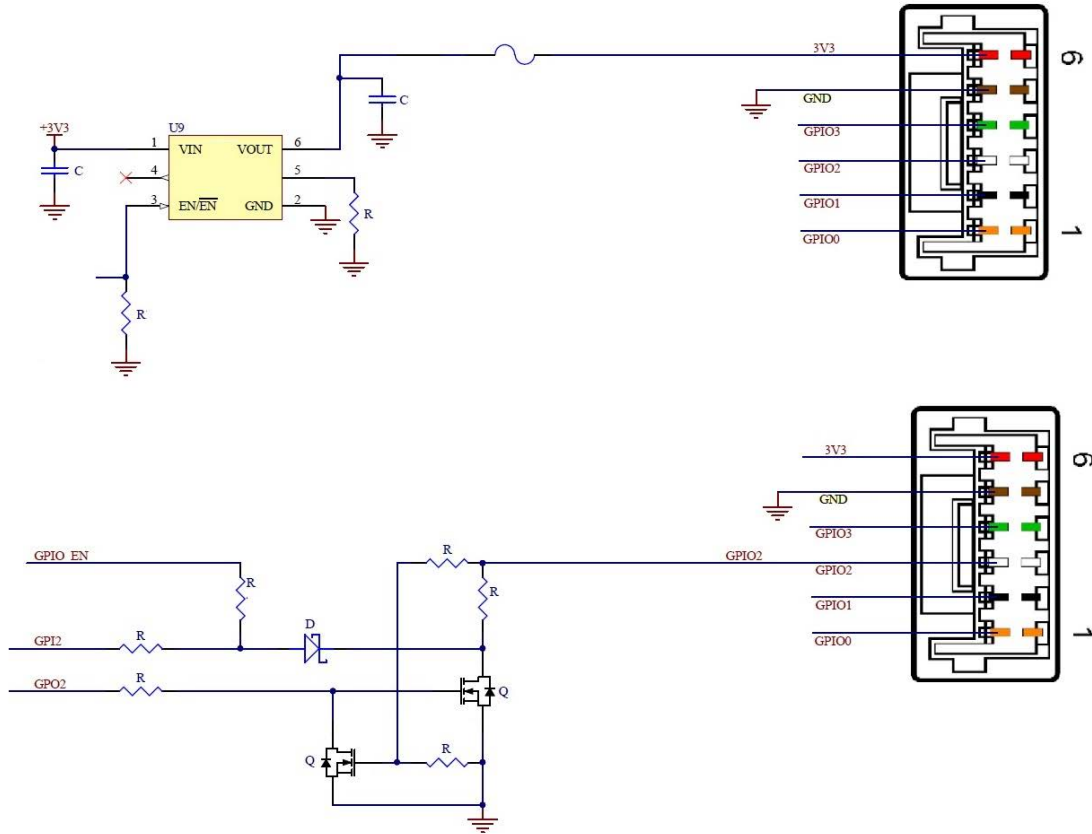 3V3
6
GND
C
GPIO3
+3V3
U9
1 VIN VOUT 6
C
GPIO2
4
5
3 EN/EN GND 2
R
GPIO1
GPIO0
1
R
3V3
6
GND
GPIO3
GPIO_EN
R
GPIO2
GPIO2
R
R
GPIO1
D
GPI2
R
GPIO0
1
GPO2
R
Q
Q
R